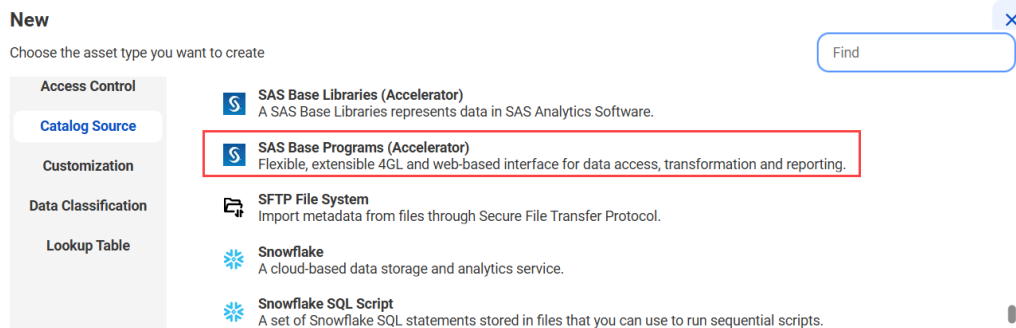 New
Choose the asset type you want to create
Find
Access Control
Catalog Source
Customization
Data Classification
Lookup Table
SAS Base Libraries (Accelerator)
A SAS Base Libraries represents data in SAS Analytics Software.
SAS Base Programs (Accelerator)
Flexible, extensible 4GL and web-based interface for data access, transformation and reporting.
SFTP File System
Import metadata from files through Secure File Transfer Protocol.
Snowflake
A cloud-based data storage and analytics service.
Snowflake SQL Script
A set of Snowflake SQL statements stored in files that you can use to run sequential scripts.